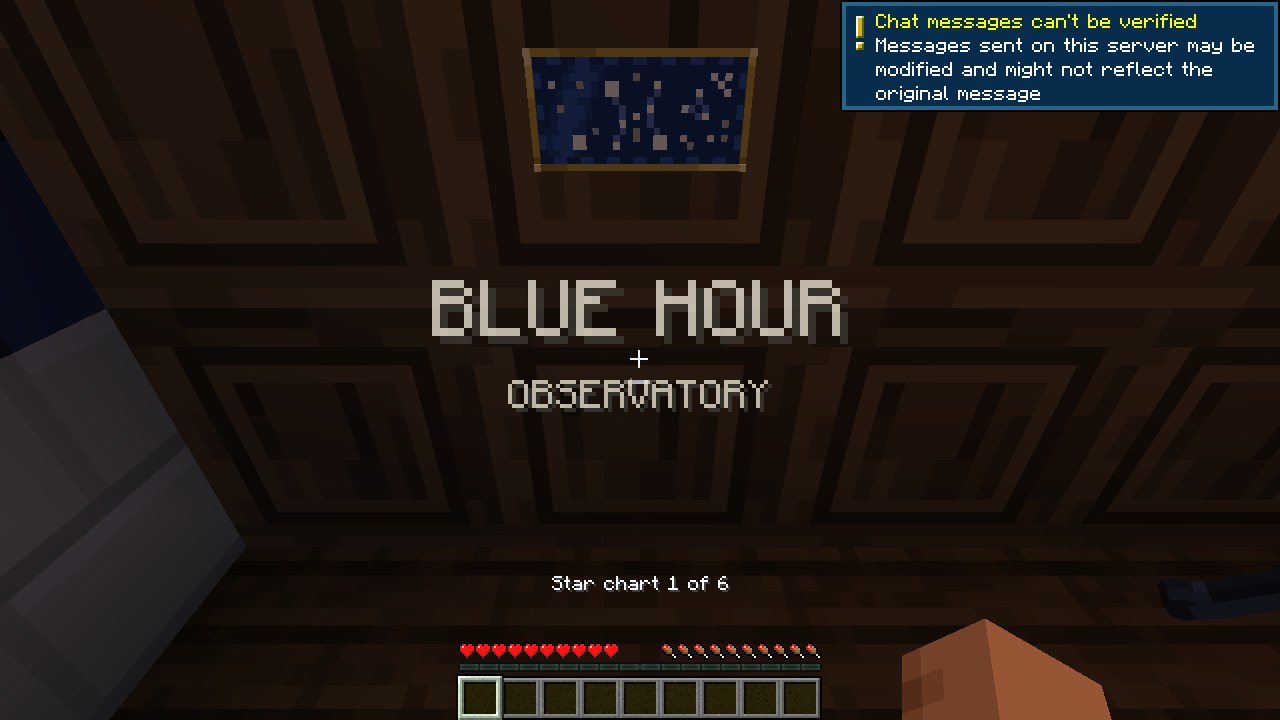 Chat messages can't be verified
Messages sent on this server may be
modified and might not reflect the
original message
BLUE HOUR
OBSERVATORY
Star chart 1 of 6